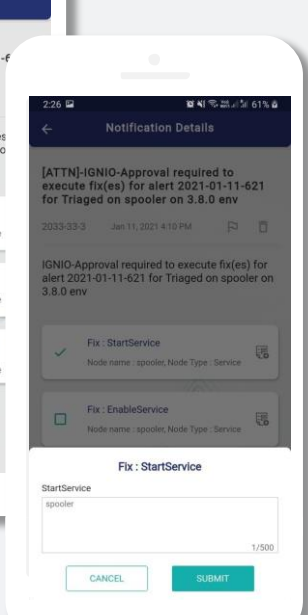 2:26 61%
Notification Details
[ATTN]-IGNIO-Approval required to
execute fix(es) for alert 2021-01-11-621
for Triaged on spooler on 3.8.0 env
2033-33-3 Jan 11, 2021 4:10 PM
IGNIO-Approval required to execute fix(es) for
alert 2021-01-11-621 for Triaged on spooler on
3.8.0 env
Fix : StartService
Node name : spooler, Node Type : Service
Fix : EnableService
Node name : spooler, Node Type : Service
Fix : StartService
StartService
spooler
1/500
CANCEL SUBMIT